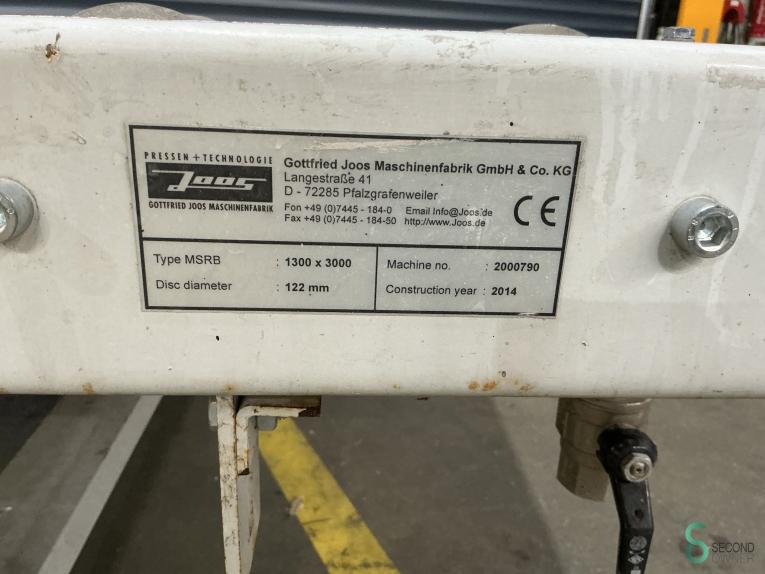 PRESSEN + TECHNOLOGIE
Joos
GOTTFRIED JOOS MASCHINENFABRIK
Gottfried Joos Maschinenfabrik GmbH & Co. KG
Langestraße 41
D - 72285 Pfalzgrafenweiler
Fon +49 (0)7445 - 184-0 Email Info@Joos.de
Fax +49 (0)7445 - 184-50 http://www.Joos.de
CE
Type MSRB : 1300 x 3000
Disc diameter : 122 mm
Machine no. : 2000790
Construction year : 2014
SECOND
OWNER